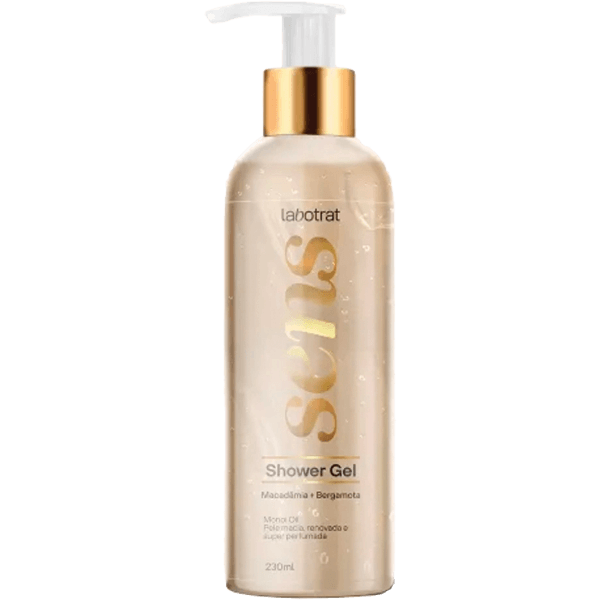 labotrat
sens
Shower Gel
Macadâmia + Bergamota
Monoi Oil
Pele macia, renovada e
super perfumada
230ml